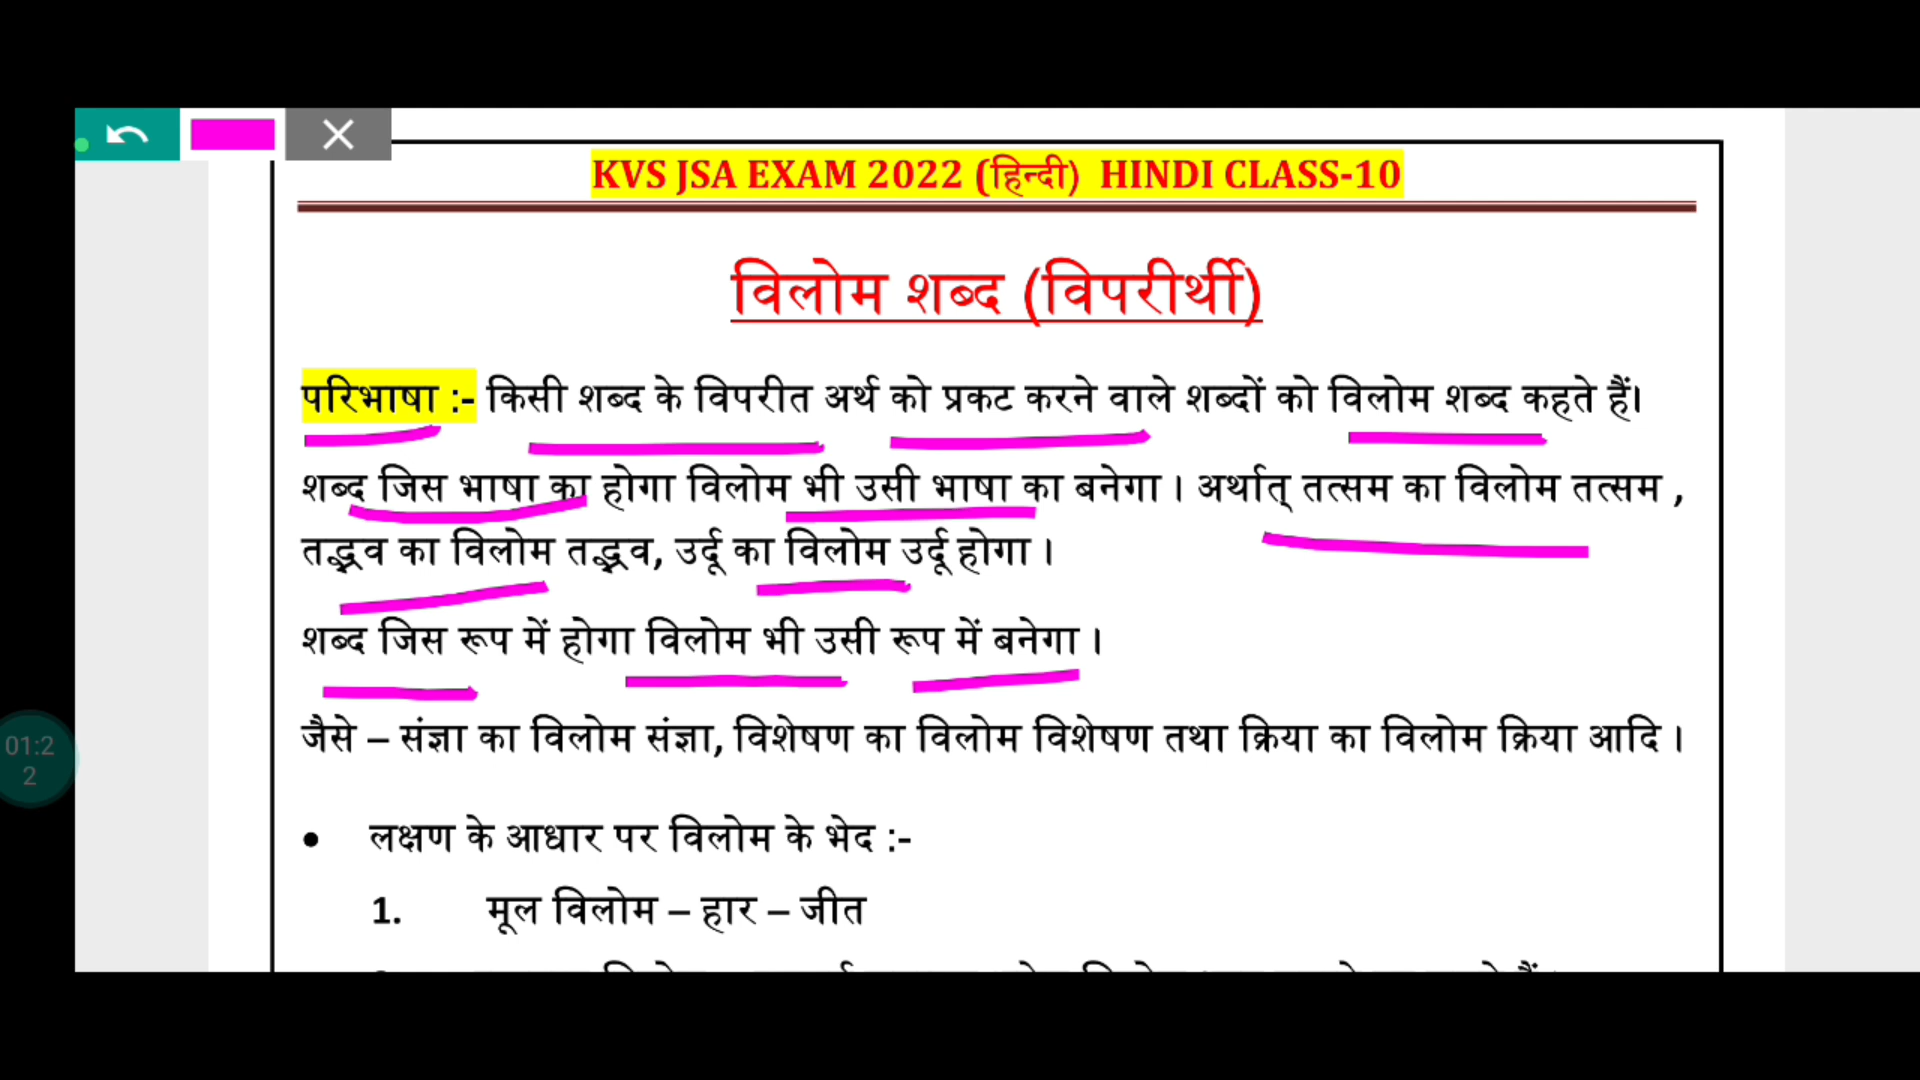 KVS JSA EXAM 2022 (हिन्दी) HINDI CLASS-10
विलोम शब्द (विपरीर्थी)
परिभाषा :- किसी शब्द के विपरीत अर्थ को प्रकट करने वाले शब्दों को विलोम शब्द कहते हैं।
शब्द जिस भाषा का होगा विलोम भी उसी भाषा का बनेगा । अर्थात् तत्सम का विलोम तत्सम ,
तद्भव का विलोम तद्भव, उर्दू का विलोम उर्दू होगा ।
शब्द जिस रूप में होगा विलोम भी उसी रूप में बनेगा ।
01:2
2
जैसे – संज्ञा का विलोम संज्ञा, विशेषण का विलोम विशेषण तथा क्रिया का विलोम क्रिया आदि ।
• लक्षण के आधार पर विलोम के भेद :-
1. मूल विलोम – हार – जीत